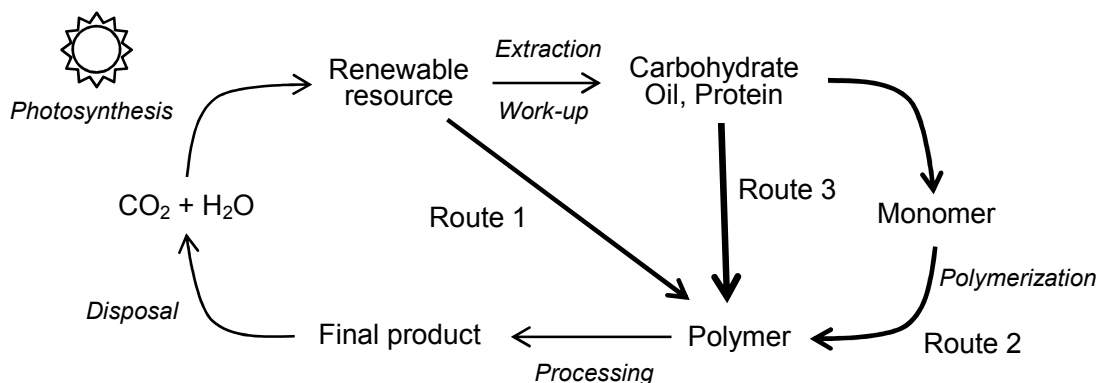 Photosynthesis
Renewable
resource
Extraction
Work-up
Carbohydrate
Oil, Protein
CO₂ + H₂O
Route 1
Route 3
Monomer
Polymerization
Disposal
Final product
Processing
Polymer
Route 2